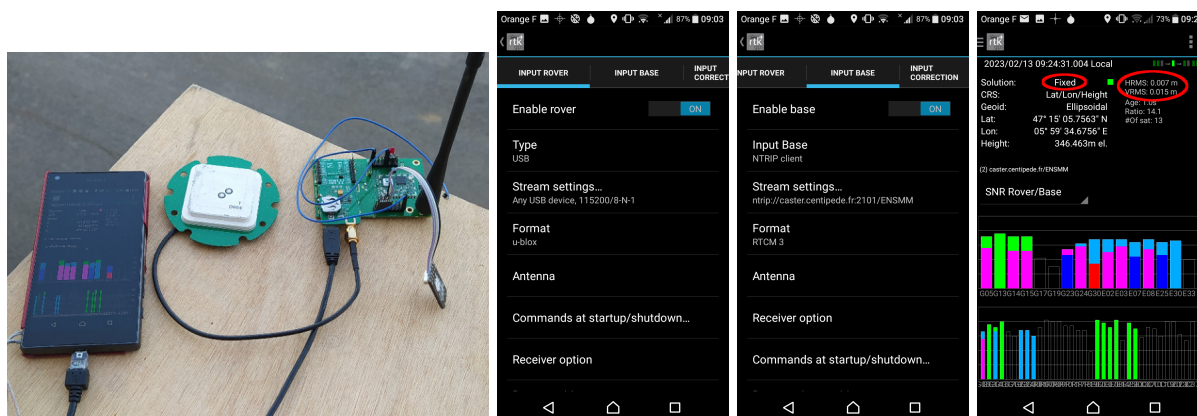 Orange F 87% 09:03
rtk+
INPUT ROVER INPUT BASE INPUT CORRECT
Enable rover ON
Type
USB
Stream settings...
Any USB device, 115200/8-N-1
Format
u-blox
Antenna
Commands at startup/shutdown...
Receiver option
Orange F 87% 09:03
rtk+
NPUT ROVER INPUT BASE INPUT CORRECTION
Enable base ON
Input Base
NTRIP client
Stream settings...
ntrip://caster.centipede.fr:2101/ENSMM
Format
RTCM 3
Antenna
Receiver option
Commands at startup/shutdown...
Orange F 73% 09:2
rtk+
2023/02/13 09:24:31.004 Local
Solution: Fixed
HRMS: 0.007 m
CRS: Lat/Lon/Height
VRMS: 0.015 m
Geoid: Ellipsoidal
Age: 1.0s
Lat: 47° 15' 05.7563" N
Ratio: 14.1
Lon: 05° 59' 34.6756" E
#Of sat: 13
Height: 346.463m el.
(2) caster.centipede.fr/ENSMM
SNR Rover/Base
G05G13G14G15G17G19G23G24G30E02E03E07E08E25E30E33